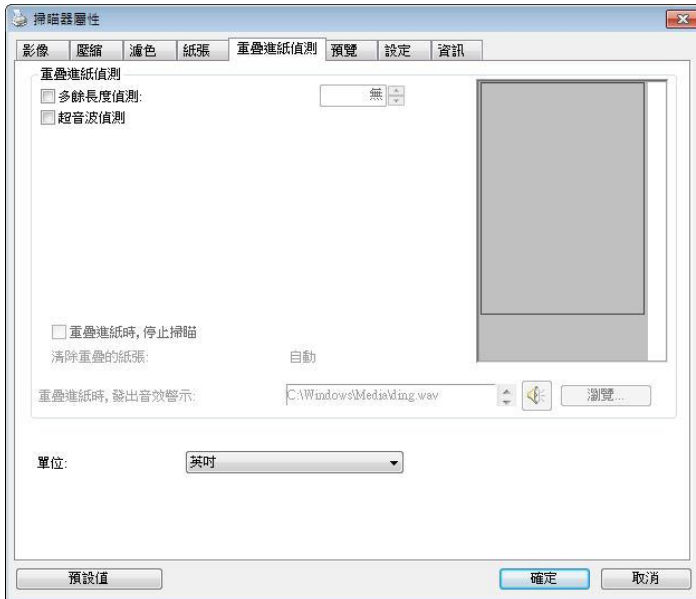 掃瞄器屬性
影像 壓縮 濾色 紙張 重疊進紙偵測 預覽 設定 資訊
重疊進紙偵測
多餘長度偵測: 無
超音波偵測
重疊進紙時, 停止掃瞄
清除重疊的紙張: 自動
重疊進紙時, 發出音效警示: C:\Windows\Media\ding.wav 瀏覽...
單位: 英吋
預設值 確定 取消